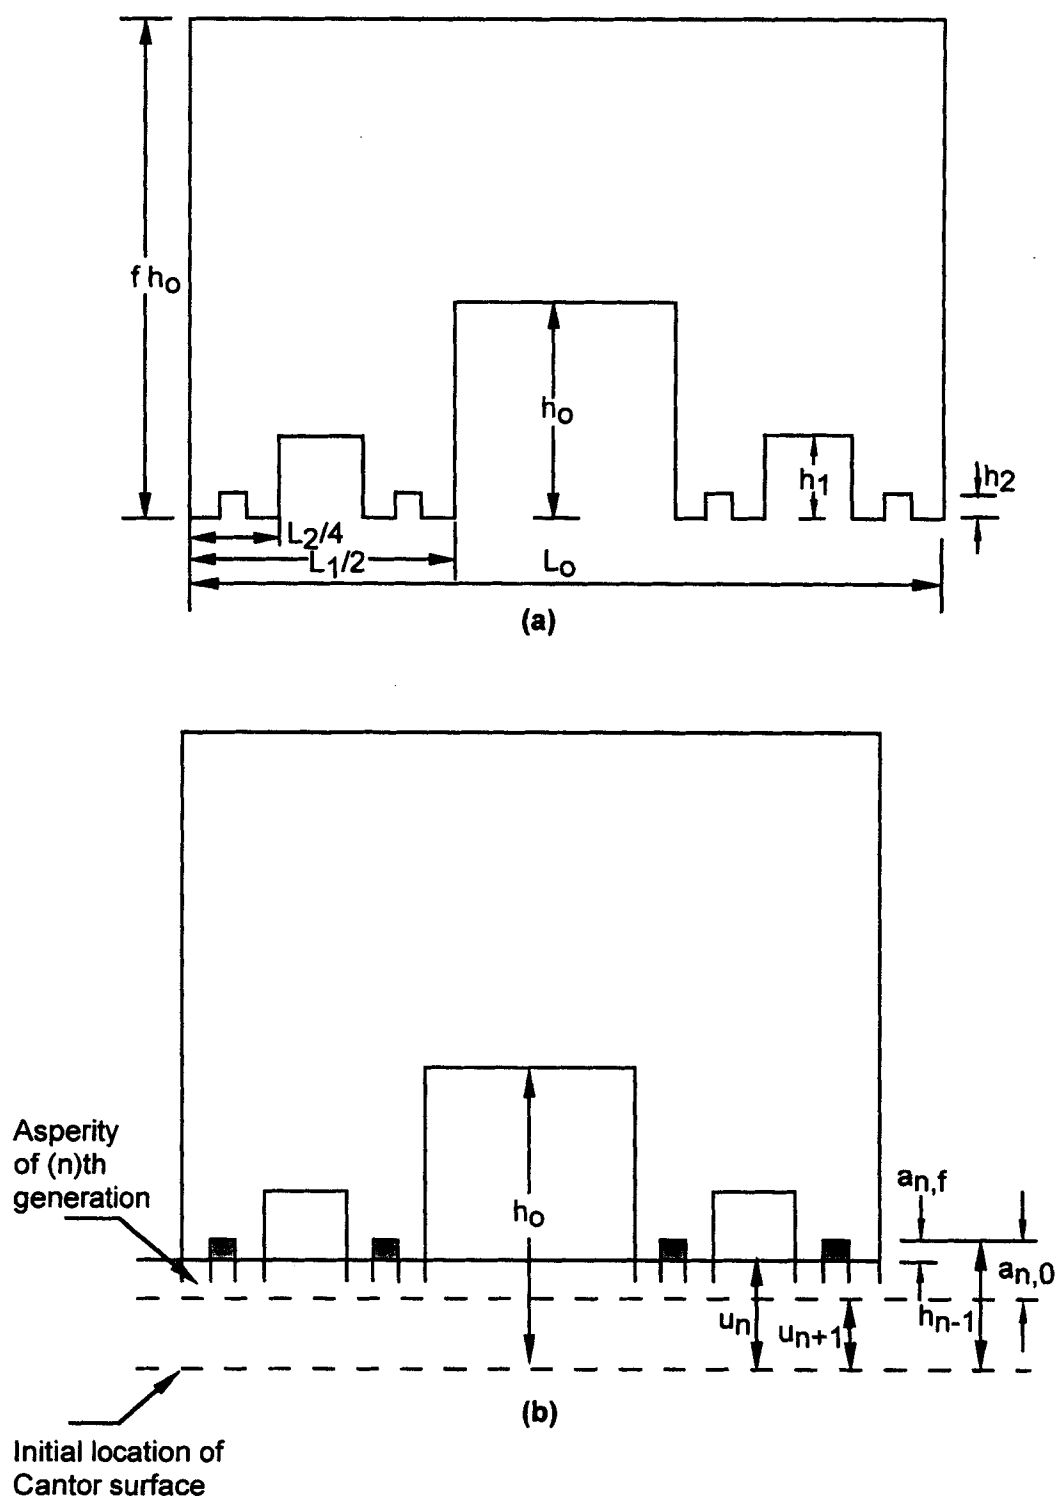 f h₀
h₀
h₁
h₂
L₂/4
L₁/2
L₀
(a)
Asperity
of (n)th
generation
h₀
aₙ,f
aₙ,₀
hₙ₋₁
uₙ
uₙ₊₁
(b)
Initial location of
Cantor surface